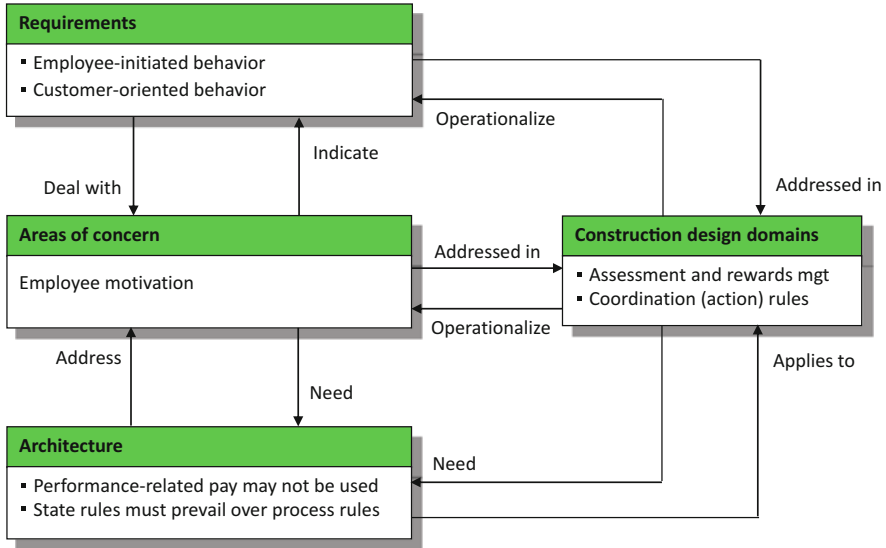 Requirements
▪ Employee-initiated behavior
▪ Customer-oriented behavior
Operationalize
Indicate
Deal with
Addressed in
Areas of concern
Employee motivation
Addressed in
Operationalize
Construction design domains
▪ Assessment and rewards mgt
▪ Coordination (action) rules
Address
Need
Applies to
Architecture
▪ Performance-related pay may not be used
▪ State rules must prevail over process rules
Need